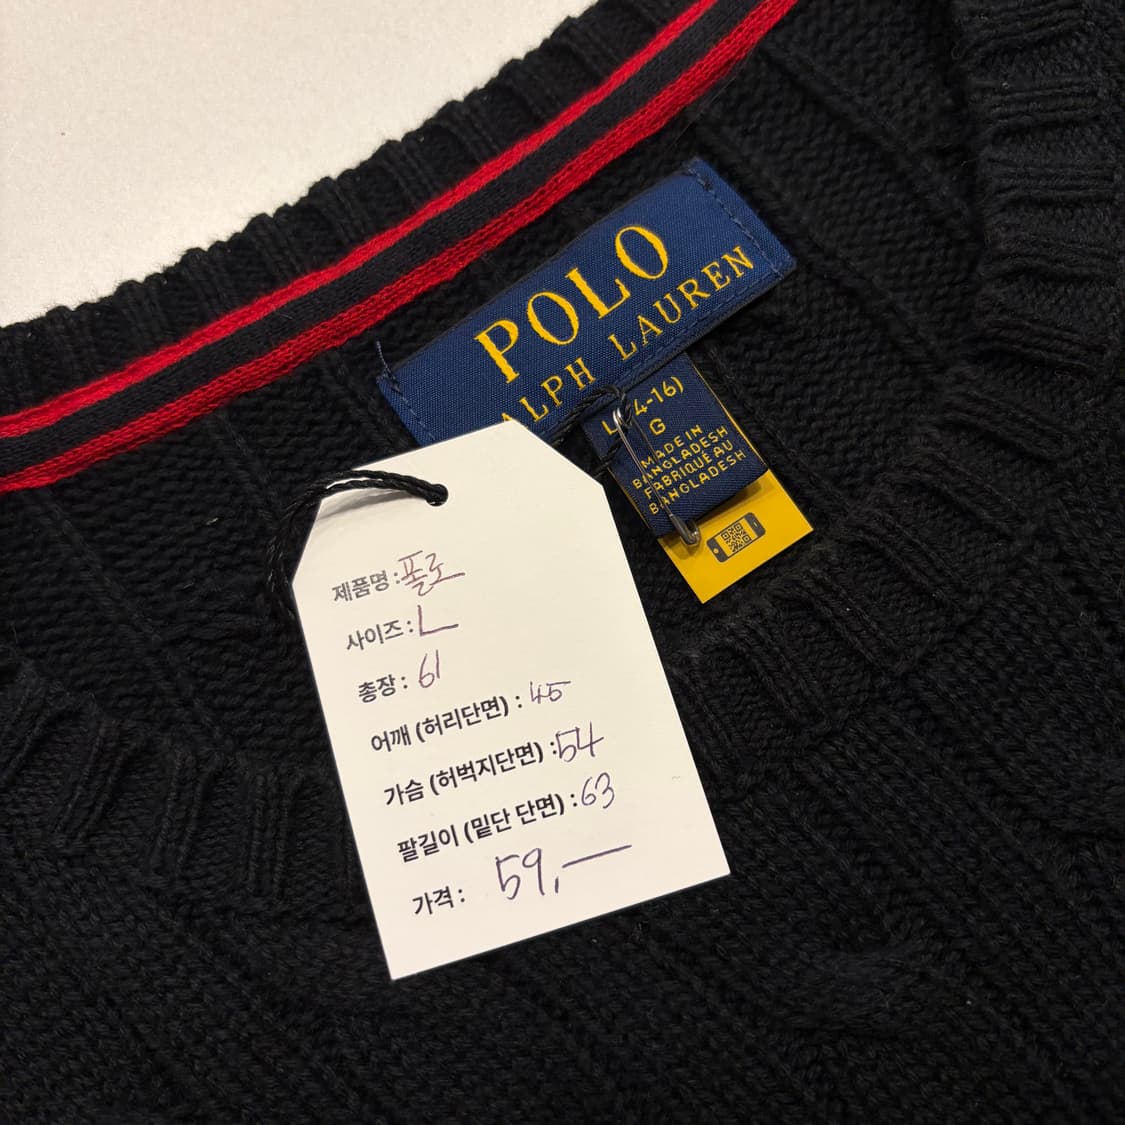 POLO
RALPH LAUREN
L (14-16)
G
MADE IN
BANGLADESH
FABRIQUÉ AU
BANGLADESH
제품명 : 폴로
사이즈 : L
총장 : 61
어깨 (허리단면) : 45
가슴 (허벅지단면) : 54
팔길이 (밑단 단면) : 63
가격 : 59,—